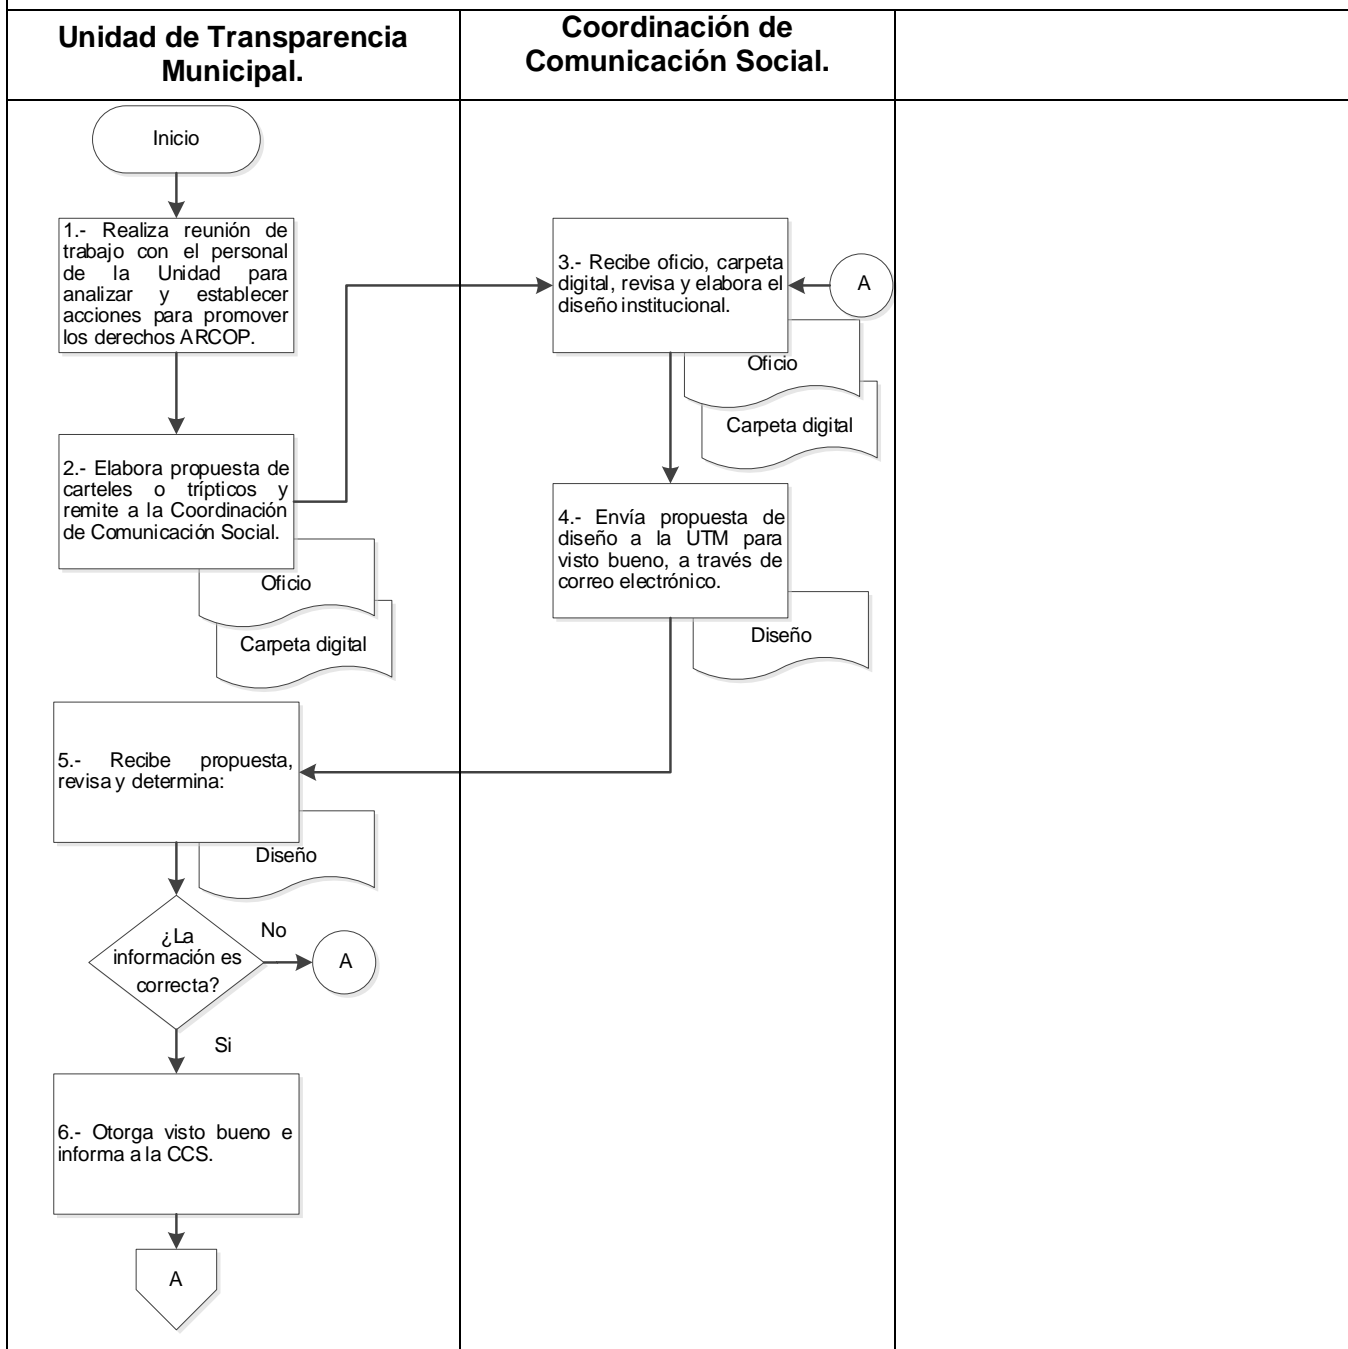 Unidad de Transparencia
Municipal.
Coordinación de
Comunicación Social.
Inicio
1.- Realiza reunión de
trabajo con el personal
de la Unidad para
analizar y establecer
acciones para promover
los derechos ARCOP.
2.- Elabora propuesta de
carteles o trípticos y
remite a la Coordinación
de Comunicación Social.
Oficio
Carpeta digital
3.- Recibe oficio, carpeta
digital, revisa y elabora el
diseño institucional.
A
Oficio
Carpeta digital
4.- Envía propuesta de
diseño a la UTM para
visto bueno, a través de
correo electrónico.
Diseño
5.- Recibe propuesta,
revisa y determina:
Diseño
¿La
información es
correcta?
No
A
Si
6.- Otorga visto bueno e
informa a la CCS.
A